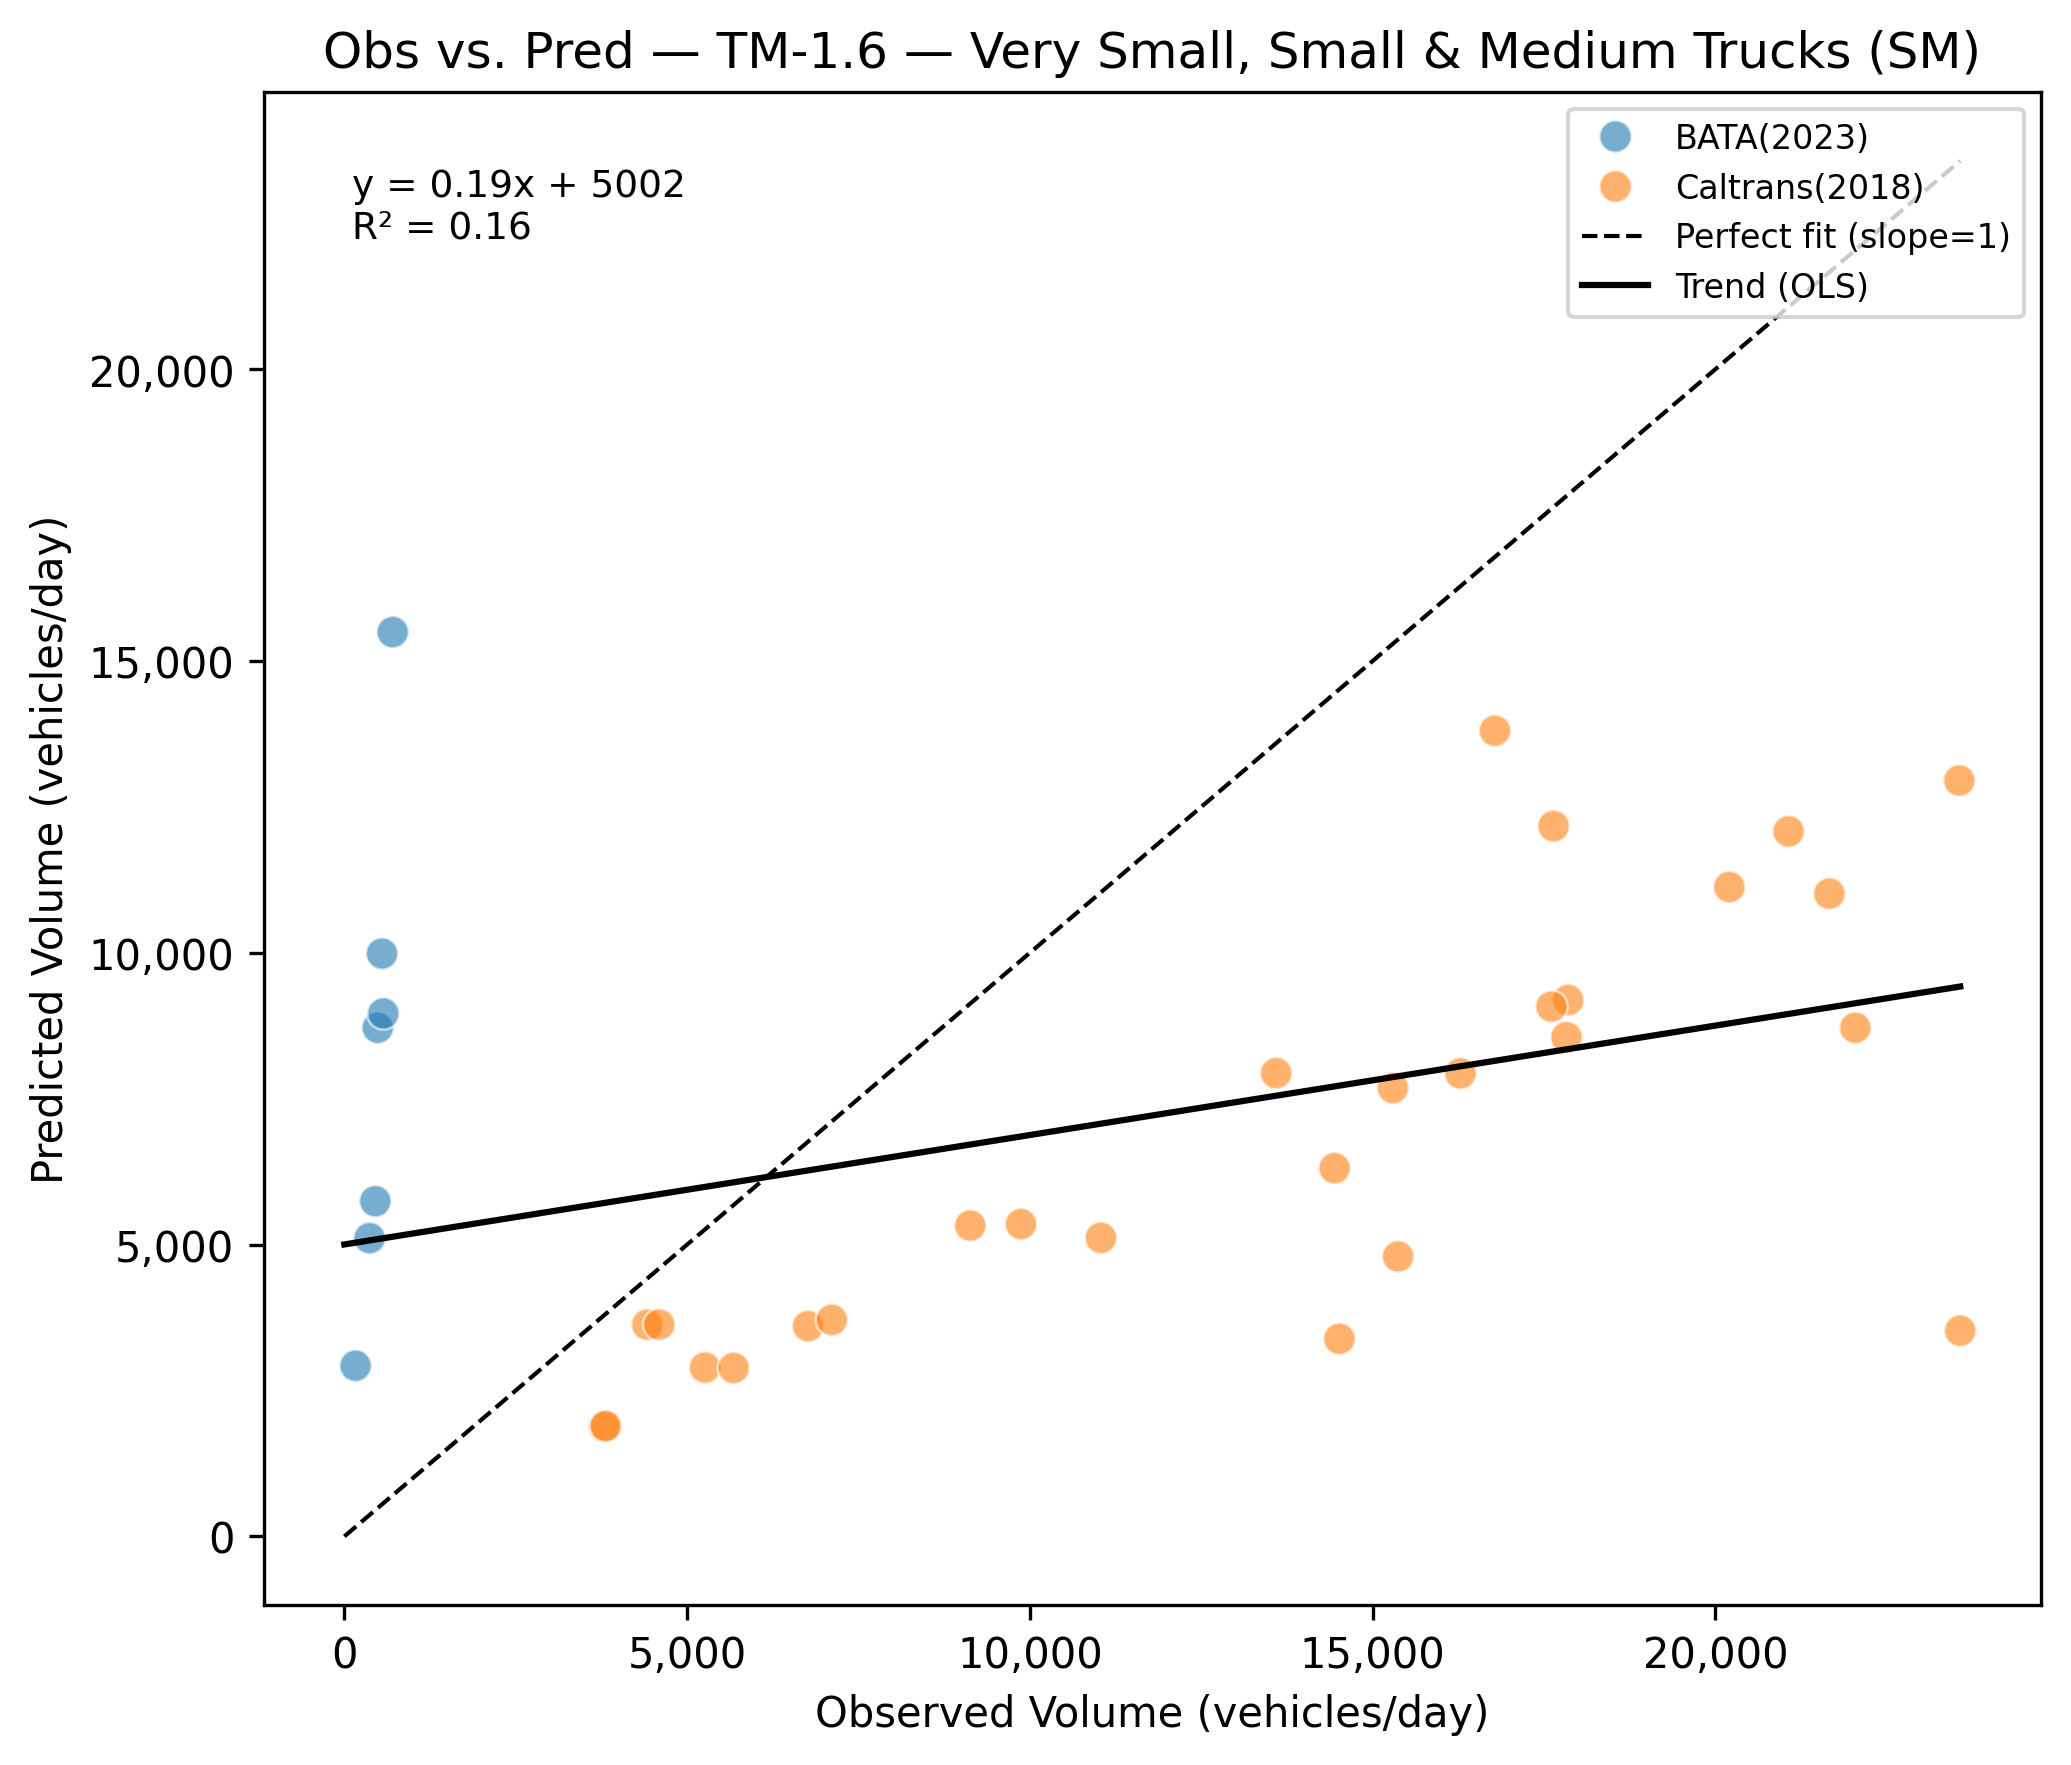 Obs vs. Pred — TM-1.6 — Very Small, Small & Medium Trucks (SM)
y = 0.19x + 5002
R² = 0.16
BATA(2023)
Caltrans(2018)
Perfect fit (slope=1)
Trend (OLS)
Predicted Volume (vehicles/day)
20,000
15,000
10,000
5,000
0
0
5,000
10,000
15,000
20,000
Observed Volume (vehicles/day)